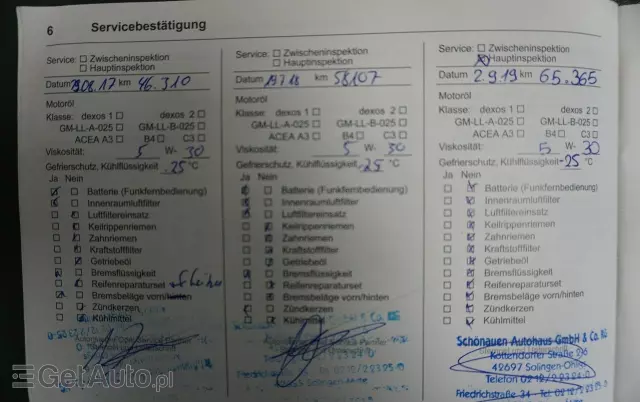 6 Servicebestätigung
Service: Zwischeninspektion
Hauptinspektion
Datum 29.08.17 km 46.310
Motoröl
Klasse: dexos 1 dexos 2
GM-LL-A-025 GM-LL-B-025
ACEA A3 B4 C3
Viskosität: 5 W- 30
Gefrierschutz, Kühlflüssigkeit -25 °C
Ja Nein
Batterie (Funkfernbedienung)
Innenraumluftfilter
Luftfiltereinsatz
Keilrippenriemen
Zahnriemen
Kraftstofffilter
Getriebeöl
Bremsflüssigkeit
Reifenreparaturset
Bremsbeläge vorn/hinten
Zündkerzen
Kühlmittel
Service: Zwischeninspektion
Hauptinspektion
Datum 19.7.18 km 58107
Motoröl
Klasse: dexos 1 dexos 2
GM-LL-A-025 GM-LL-B-025
ACEA A3 B4 C3
Viskosität: 5 W- 30
Gefrierschutz, Kühlflüssigkeit -25 °C
Ja Nein
Batterie (Funkfernbedienung)
Innenraumluftfilter
Luftfiltereinsatz
Keilrippenriemen
Zahnriemen
Kraftstofffilter
Getriebeöl
Bremsflüssigkeit
Reifenreparaturset
Bremsbeläge vorn/hinten
Zündkerzen
Kühlmittel
Service: Zwischeninspektion
Hauptinspektion
Datum 2.9.19 km 65.365
Motoröl
Klasse: dexos 1 dexos 2
GM-LL-A-025 GM-LL-B-025
ACEA A3 B4 C3
Viskosität: 5 W- 30
Gefrierschutz, Kühlflüssigkeit -25 °C
Ja Nein
Batterie (Funkfernbedienung)
Innenraumluftfilter
Luftfiltereinsatz
Keilrippenriemen
Zahnriemen
Kraftstofffilter
Getriebeöl
Bremsflüssigkeit
Reifenreparaturset
Bremsbeläge vorn/hinten
Zündkerzen
Kühlmittel
Schönauen Autohaus GmbH & Co. KG
Kottendorfer Straße
42697 Solingen-Ohligs
Telefon 0212/
Friedrichstraße 34 - Tel. 0212/
GetAuto.pl